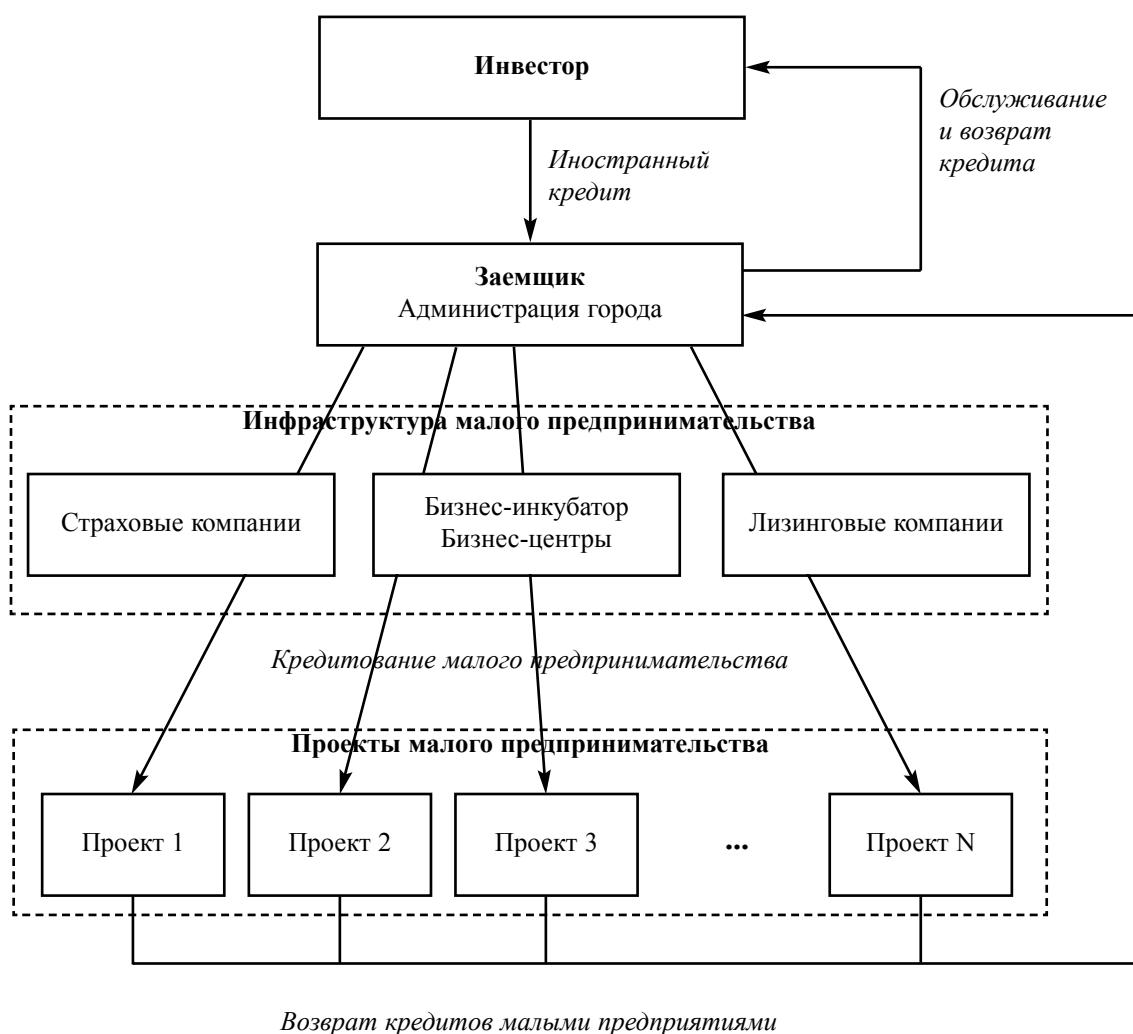 Инвестор
Обслуживание
и возврат
кредита
Иностранный
кредит
Заемщик
Администрация города
Инфраструктура малого предпринимательства
Страховые компании
Бизнес-инкубатор
Бизнес-центры
Лизинговые компании
Кредитование малого предпринимательства
Проекты малого предпринимательства
Проект 1
Проект 2
Проект 3
...
Проект N
Возврат кредитов малыми предприятиями